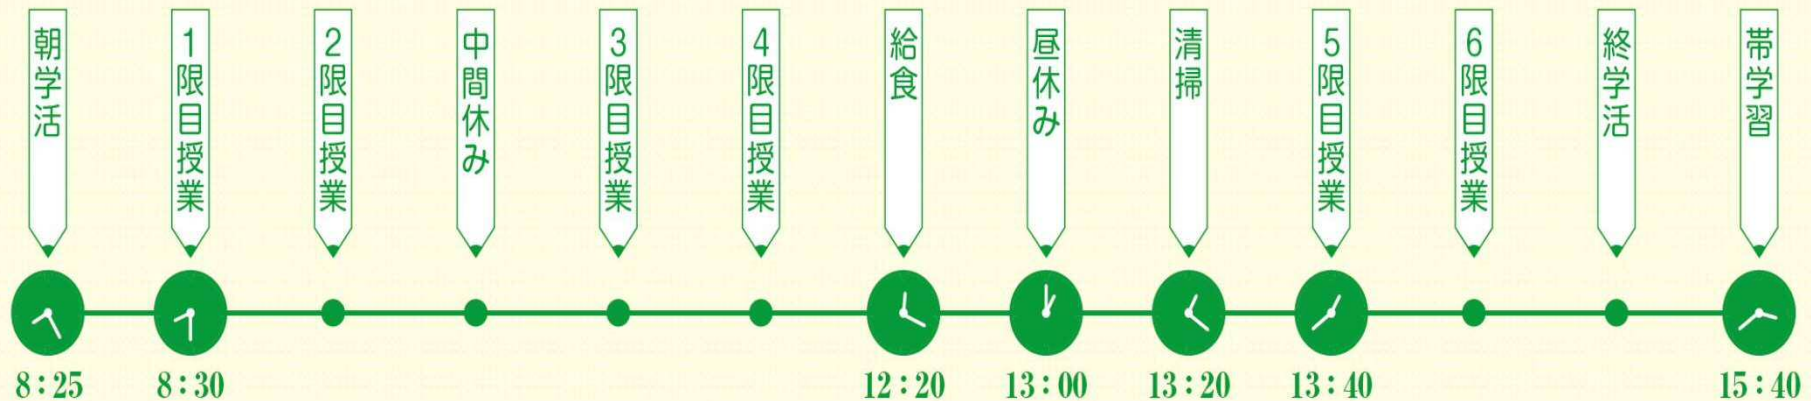 朝学活
1限目授業
2限目授業
中間休み
3限目授業
4限目授業
給食
昼休み
清掃
5限目授業
6限目授業
終学活
帯学習
8:25
8:30
12:20
13:00
13:20
13:40
15:40